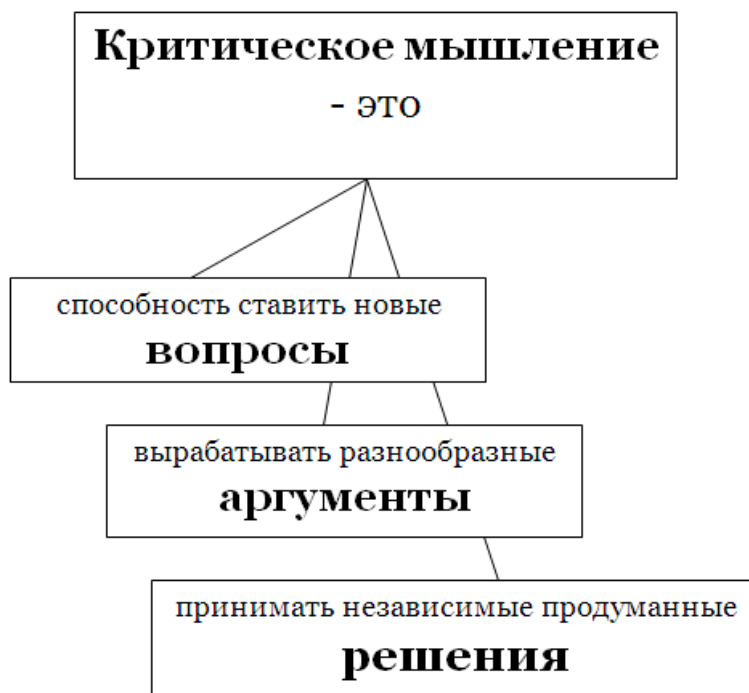 Критическое мышление
- это
способность ставить новые
вопросы
вырабатывать разнообразные
аргументы
принимать независимые продуманные
решения